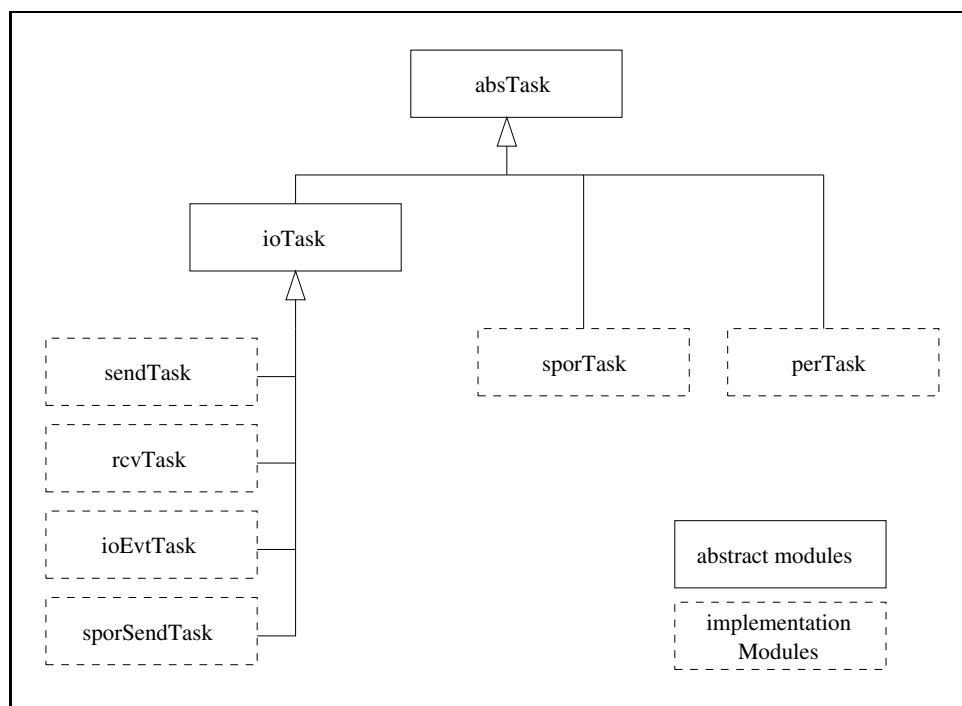 absTask
ioTask
sendTask
sporTask
perTask
rcvTask
ioEvtTask
abstract modules
sporSendTask
implementation
Modules